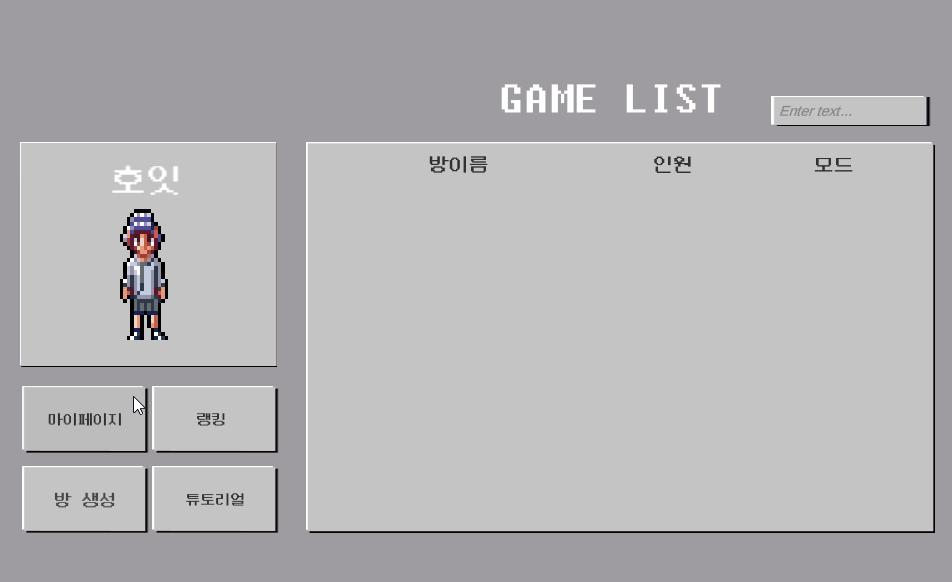 GAME LIST
Enter text...
호잇
방이름 인원 모드
마이페이지 랭킹
방 생성 튜토리얼